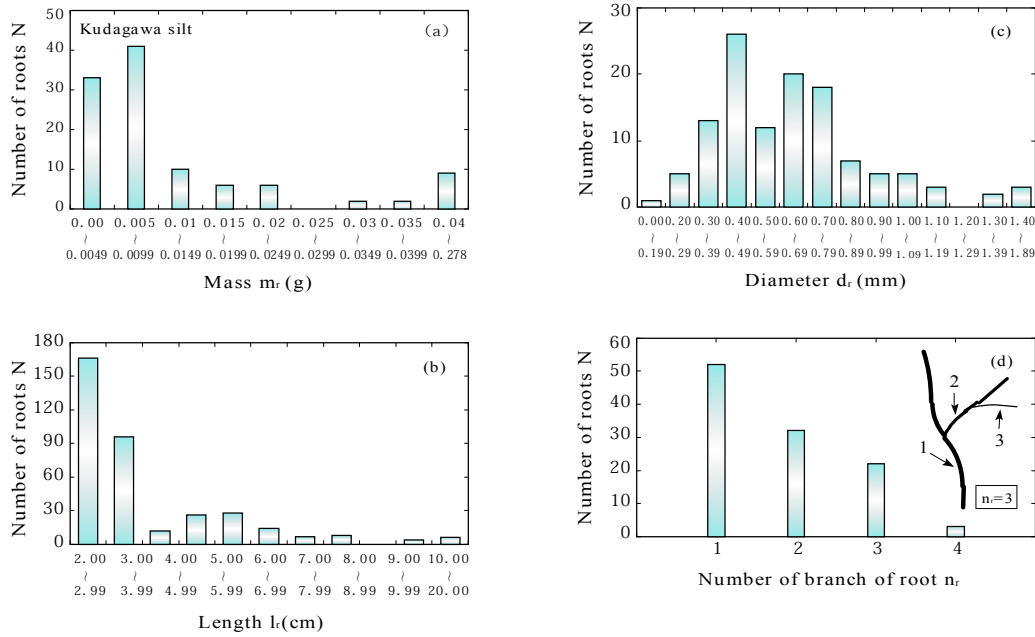 Number of roots N
50
40
30
20
10
0
Kudagawa silt
(a)
0.00 0.005 0.01 0.015 0.02 0.025 0.03 0.035 0.04
~ ~ ~ ~ ~ ~ ~ ~ ~
0.0049 0.0099 0.0149 0.0199 0.0249 0.0299 0.0349 0.0399 0.278
Mass mr (g)
Number of roots N
30
20
10
0
(c)
0.00 0.20 0.30 0.40 0.50 0.60 0.70 0.80 0.90 1.00 1.10 1.20 1.30 1.40
~ ~ ~ ~ ~ ~ ~ ~ ~ ~ ~ ~ ~ ~
0.19 0.29 0.39 0.49 0.59 0.69 0.79 0.89 0.99 1.09 1.19 1.29 1.39 1.89
Diameter dr (mm)
Number of roots N
180
150
120
90
60
30
0
(b)
2.00 3.00 4.00 5.00 6.00 7.00 8.00 9.00 10.00
~ ~ ~ ~ ~ ~ ~ ~ ~
2.99 3.99 4.99 5.99 6.99 7.99 8.99 9.99 20.00
Length lr(cm)
Number of roots N
60
50
40
30
20
10
0
(d)
2
3
1
nr=3
1 2 3 4
Number of branch of root nr